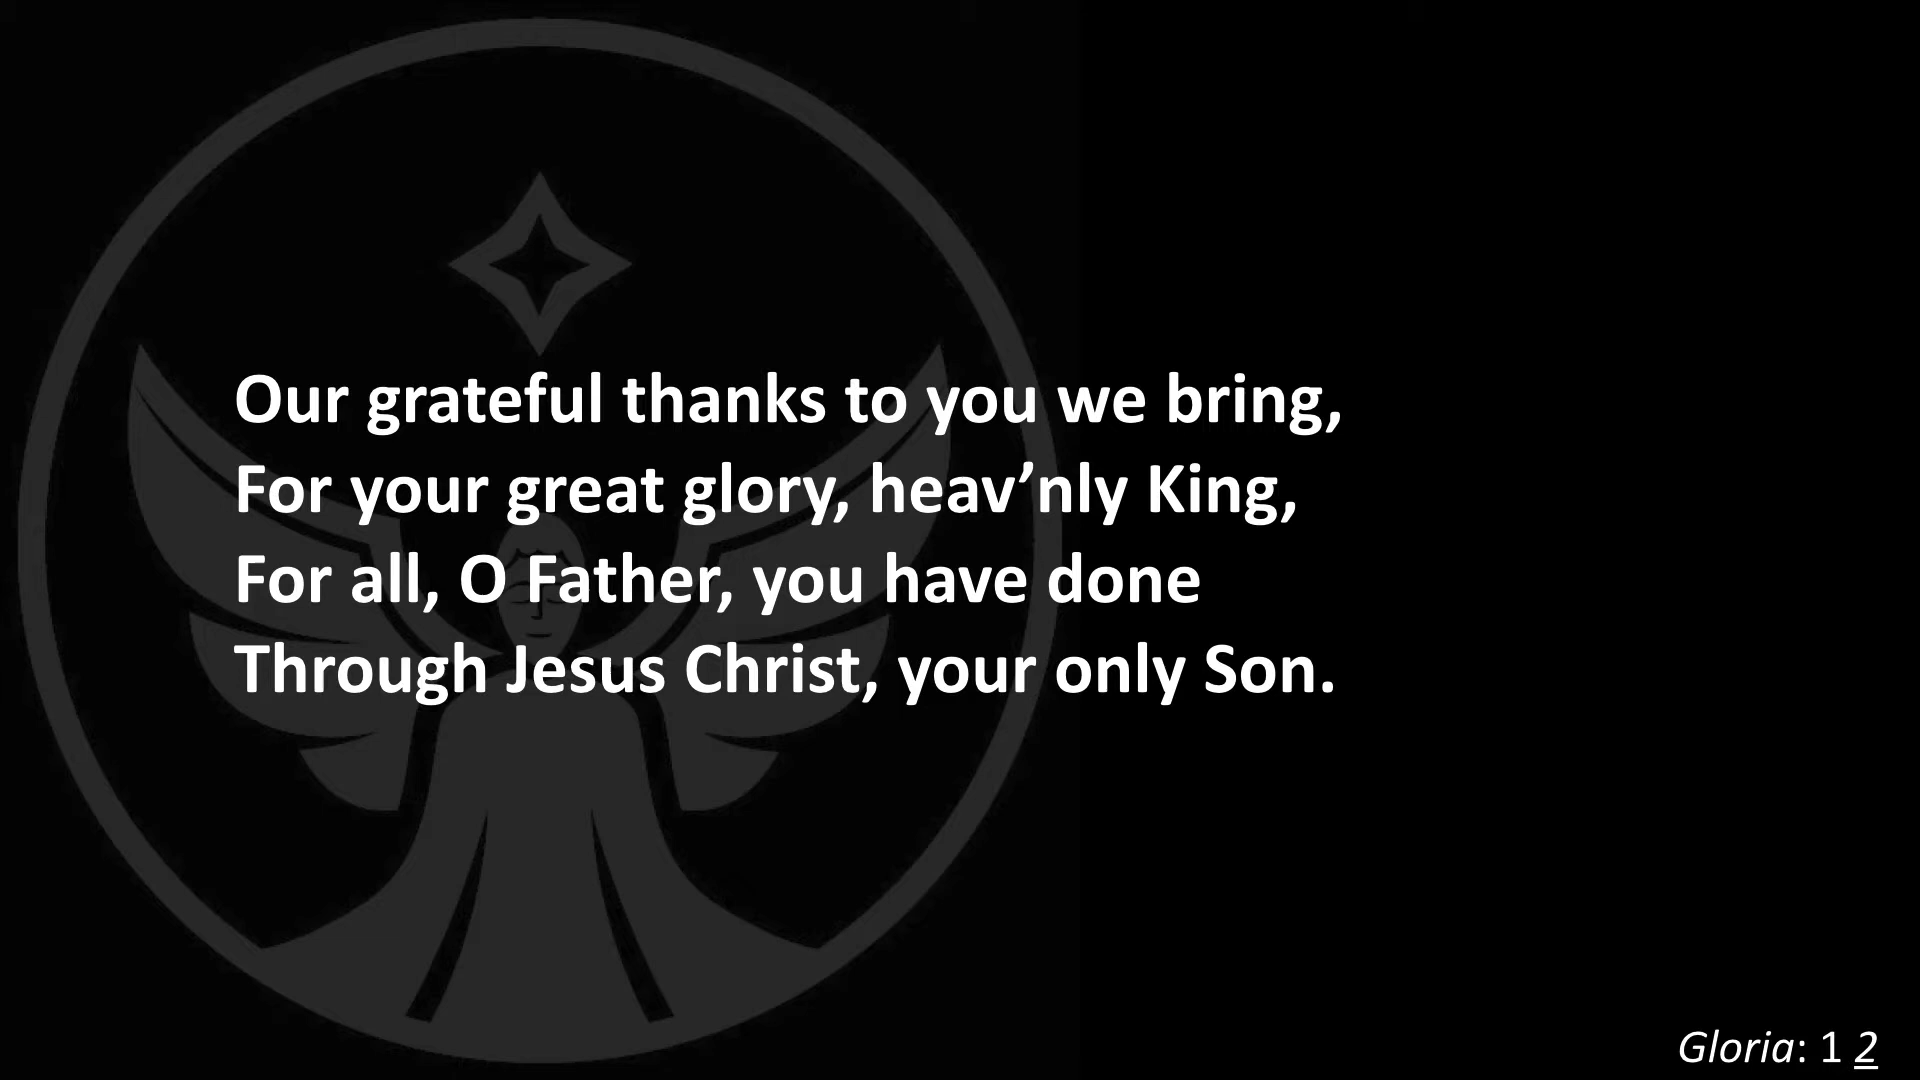 Our grateful thanks to you we bring,
For your great glory, heav’nly King,
For all, O Father, you have done
Through Jesus Christ, your only Son.
Gloria: 1 2